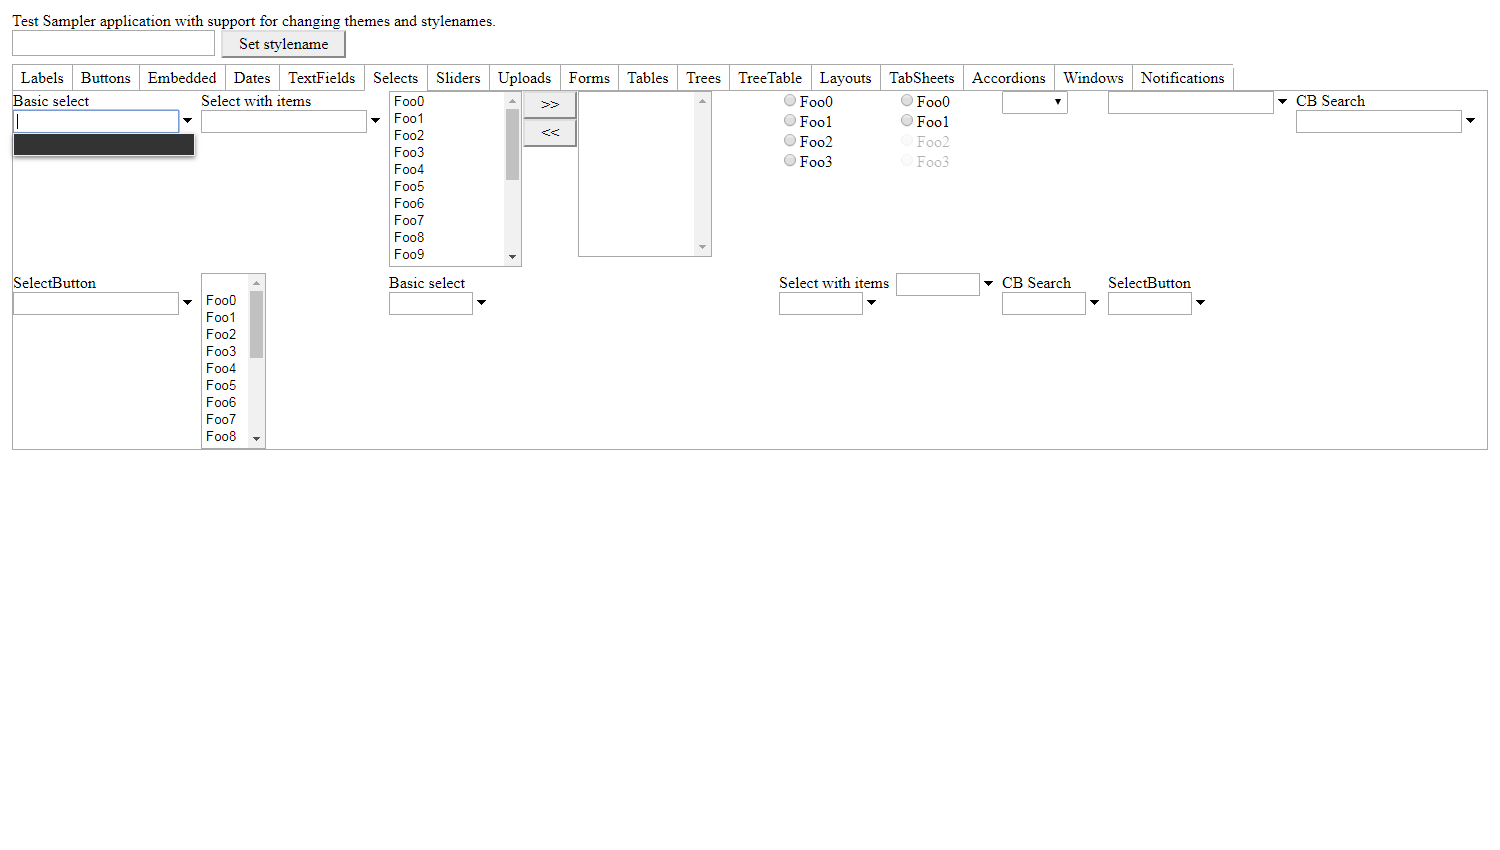 Test Sampler application with support for changing themes and stylenames.
Set stylename
Labels Buttons Embedded Dates TextFields Selects Sliders Uploads Forms Tables Trees TreeTable Layouts TabSheets Accordions Windows Notifications
Basic select
Select with items
Foo0
Foo1
Foo2
Foo3
Foo4
Foo5
Foo6
Foo7
Foo8
Foo9
>>
<<
Foo0
Foo1
Foo2
Foo3
Foo0
Foo1
Foo2
Foo3
CB Search
SelectButton
Foo0
Foo1
Foo2
Foo3
Foo4
Foo5
Foo6
Foo7
Foo8
Basic select
Select with items
CB Search
SelectButton